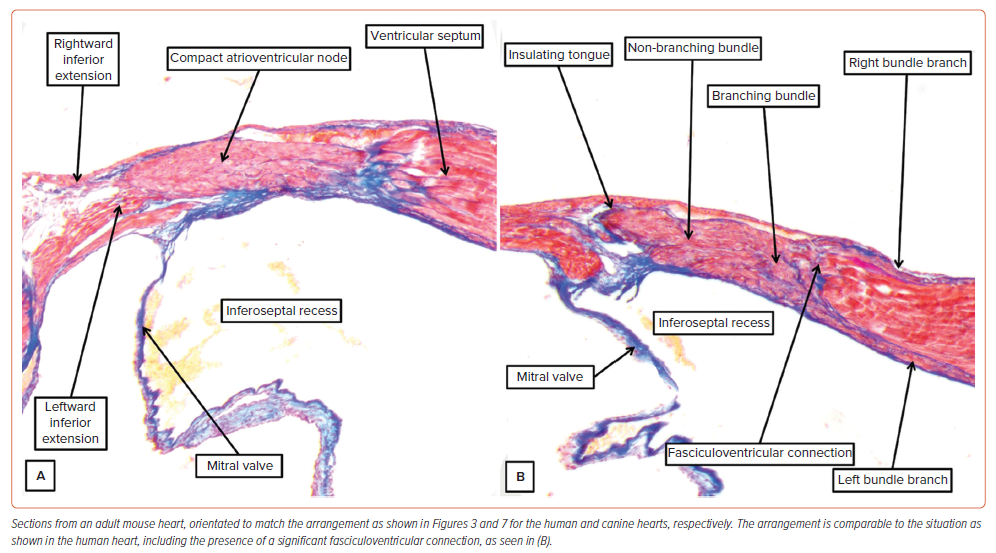 Rightward
inferior
extension
Compact atrioventricular node
Ventricular septum
Inferoseptal recess
Leftward
inferior
extension
Mitral valve
A
Insulating tongue
Non-branching bundle
Branching bundle
Right bundle branch
Inferoseptal recess
Mitral valve
Fasciculoventricular connection
Left bundle branch
B
Sections from an adult mouse heart, orientated to match the arrangement as shown in Figures 3 and 7 for the human and canine hearts, respectively. The arrangement is comparable to the situation as
shown in the human heart, including the presence of a significant fasciculoventricular connection, as seen in (B).